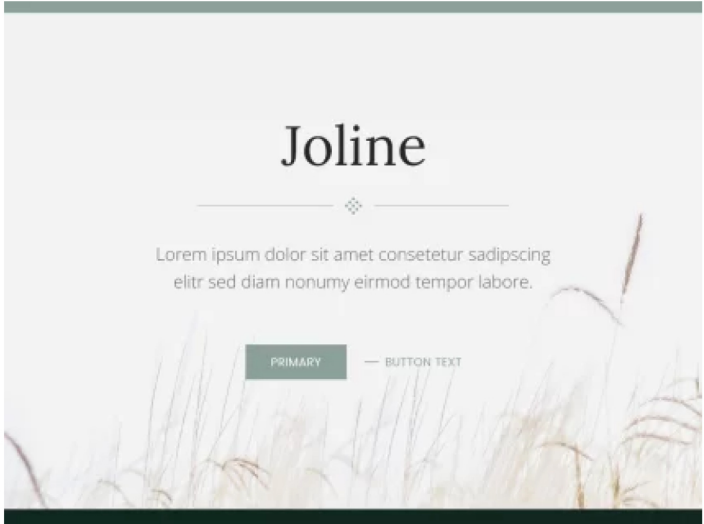 Joline
Lorem ipsum dolor sit amet consetetur sadipscing
elitr sed diam nonumy eirmod tempor labore.
PRIMARY
BUTTON TEXT